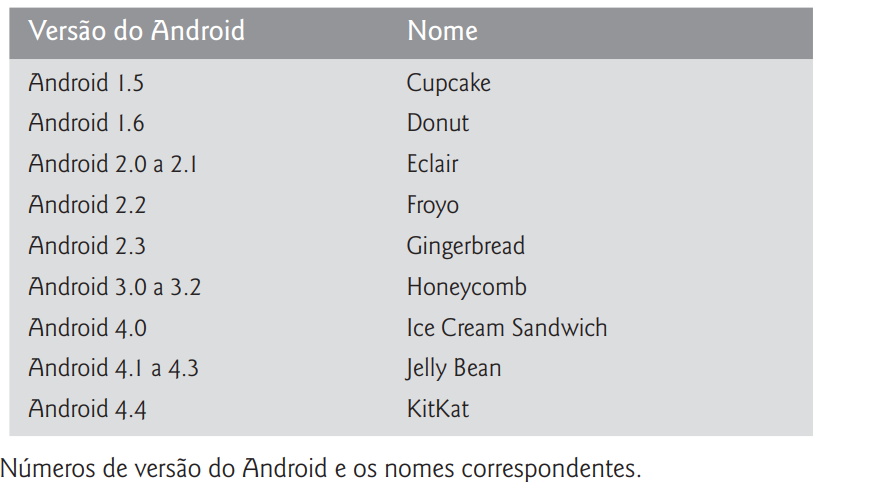 Versão do Android Nome
Android 1.5 Cupcake
Android 1.6 Donut
Android 2.0 a 2.1 Eclair
Android 2.2 Froyo
Android 2.3 Gingerbread
Android 3.0 a 3.2 Honeycomb
Android 4.0 Ice Cream Sandwich
Android 4.1 a 4.3 Jelly Bean
Android 4.4 KitKat
Números de versão do Android e os nomes correspondentes.